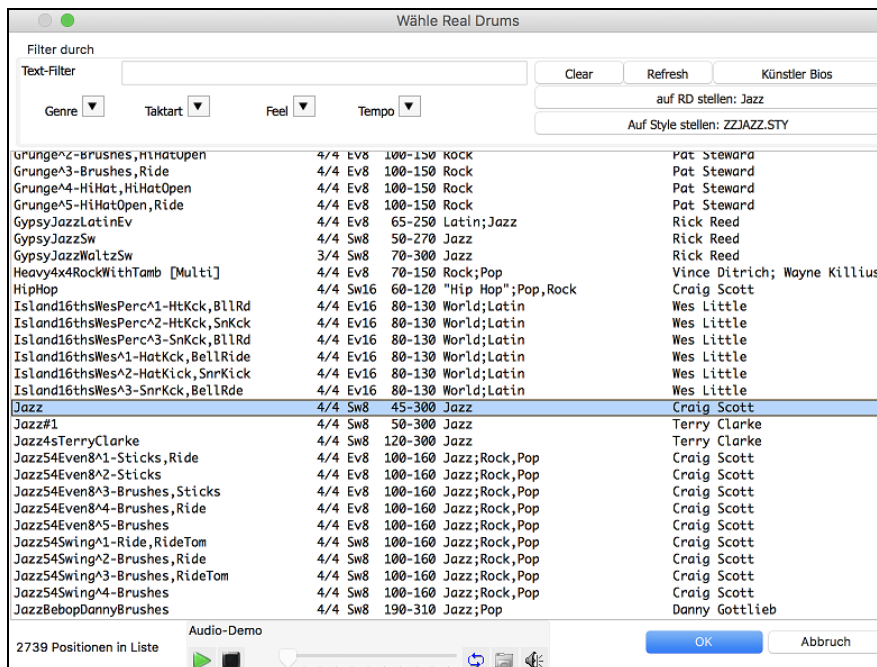 Wähle Real Drums
Filter durch
Text-Filter
Clear Refresh Künstler Bios
auf RD stellen: Jazz
Genre Taktart Feel Tempo
Auf Style stellen: ZZJAZZ.STY
Grunge^2-Brushes,HiHatOpen 4/4 Ev8 100-150 Rock Pat Steward
Grunge^3-Brushes,Ride 4/4 Ev8 100-150 Rock Pat Steward
Grunge^4-HiHat,HiHatOpen 4/4 Ev8 100-150 Rock Pat Steward
Grunge^5-HiHatOpen,Ride 4/4 Ev8 100-150 Rock Pat Steward
GypsyJazzLatinEv 4/4 Ev8 65-250 Latin;Jazz Rick Reed
GypsyJazzSw 4/4 Sw8 50-270 Jazz Rick Reed
GypsyJazzWaltzSw 3/4 Sw8 70-300 Jazz Rick Reed
Heavy4x4RockWithTamb [Multi] 4/4 Ev8 70-150 Rock;Pop Vince Ditrich; Wayne Killius
HipHop 4/4 Sw16 60-120 "Hip Hop";Pop,Rock Craig Scott
Island16thsWesPerc^1-HtKck,BllRd 4/4 Ev16 80-130 World;Latin Wes Little
Island16thsWesPerc^2-HtKck,SnKck 4/4 Ev16 80-130 World;Latin Wes Little
Island16thsWesPerc^3-SnKck,BllRd 4/4 Ev16 80-130 World;Latin Wes Little
Island16thsWes^1-HatKck,BellRide 4/4 Ev16 80-130 World;Latin Wes Little
Island16thsWes^2-HatKick,SnrKick 4/4 Ev16 80-130 World;Latin Wes Little
Island16thsWes^3-SnrKck,BellRde 4/4 Ev16 80-130 World;Latin Wes Little
Jazz 4/4 Sw8 45-300 Jazz Craig Scott
Jazz#1 4/4 Sw8 50-300 Jazz Terry Clarke
Jazz4sTerryClarke 4/4 Sw8 120-300 Jazz Terry Clarke
Jazz54Even8^1-Sticks,Ride 4/4 Ev8 100-160 Jazz;Rock,Pop Craig Scott
Jazz54Even8^2-Sticks 4/4 Ev8 100-160 Jazz;Rock,Pop Craig Scott
Jazz54Even8^3-Brushes,Sticks 4/4 Ev8 100-160 Jazz;Rock,Pop Craig Scott
Jazz54Even8^4-Brushes,Ride 4/4 Ev8 100-160 Jazz;Rock,Pop Craig Scott
Jazz54Even8^5-Brushes 4/4 Ev8 100-160 Jazz;Rock,Pop Craig Scott
Jazz54Swing^1-Ride,RideTom 4/4 Sw8 100-160 Jazz;Rock,Pop Craig Scott
Jazz54Swing^2-Brushes,Ride 4/4 Sw8 100-160 Jazz;Rock,Pop Craig Scott
Jazz54Swing^3-Brushes,RideTom 4/4 Sw8 100-160 Jazz;Rock,Pop Craig Scott
Jazz54Swing^4-Brushes 4/4 Sw8 100-160 Jazz;Rock,Pop Craig Scott
JazzBebopDannyBrushes 4/4 Sw8 190-310 Jazz;Pop Danny Gottlieb
Audio-Demo
2739 Positionen in Liste
OK Abbruch